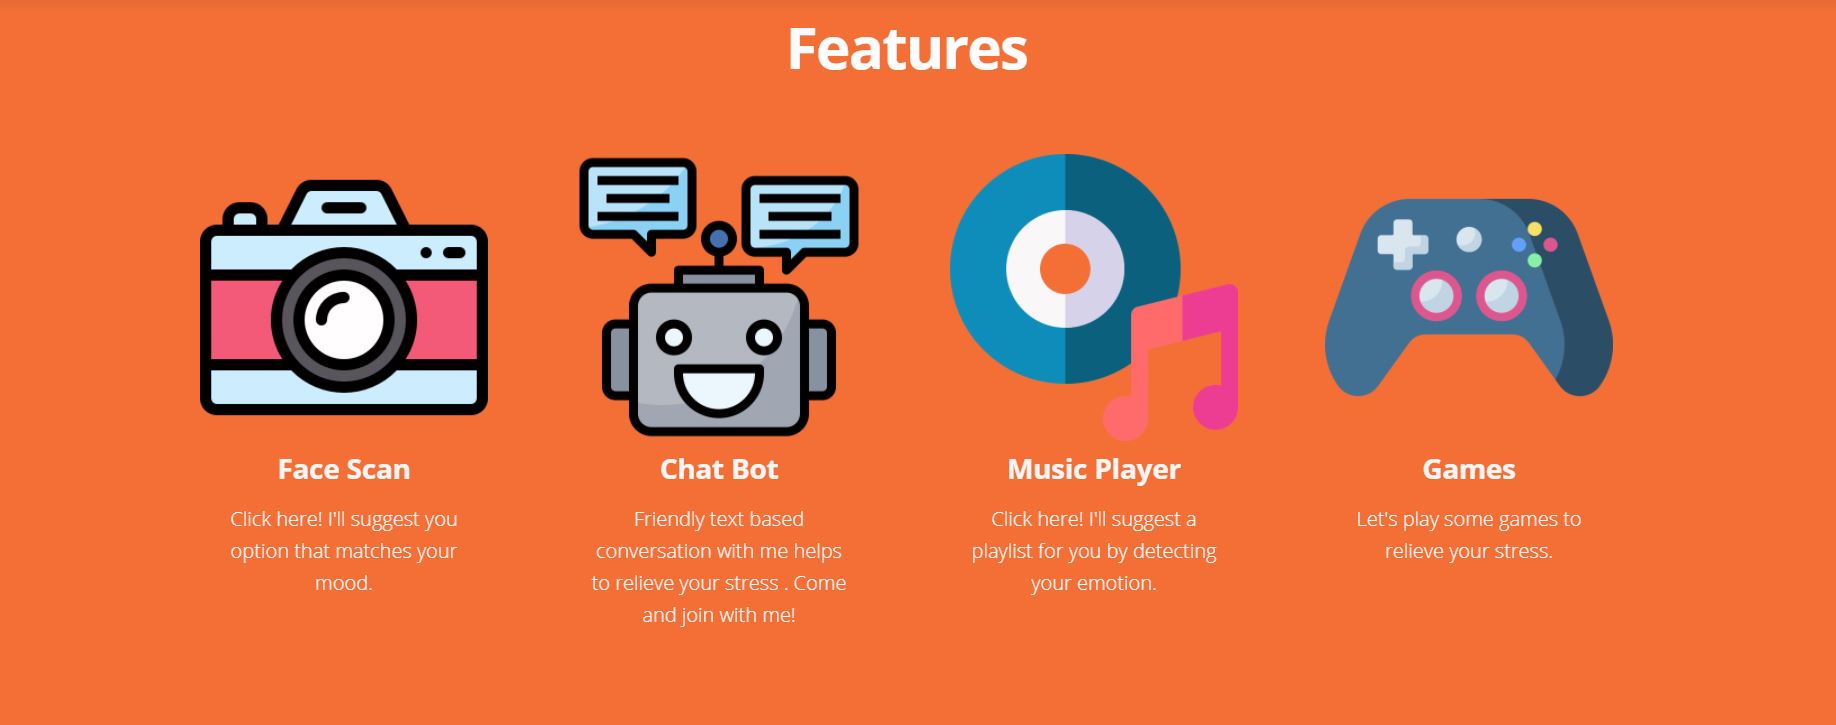 Features
Face Scan
Click here! I'll suggest you
option that matches your
mood.
Chat Bot
Friendly text based
conversation with me helps
to relieve your stress . Come
and join with me!
Music Player
Click here! I'll suggest a
playlist for you by detecting
your emotion.
Games
Let's play some games to
relieve your stress.